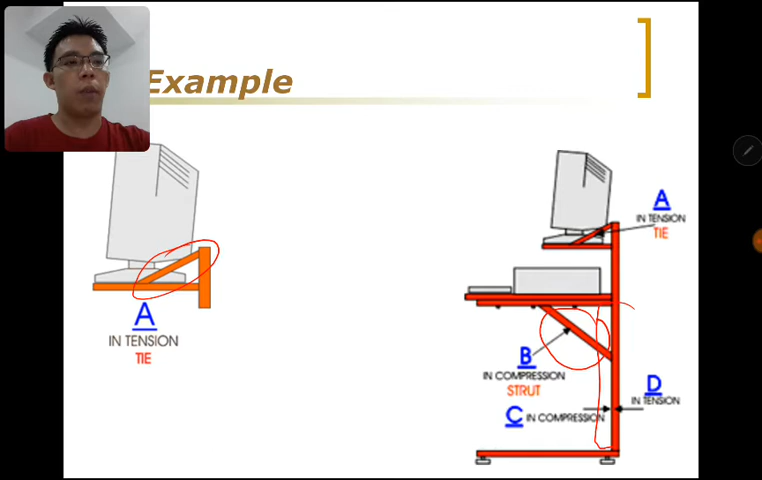 Example
A
IN TENSION
TIE
A
IN TENSION
TIE
B
IN COMPRESSION
STRUT
C IN COMPRESSION
D
IN TENSION